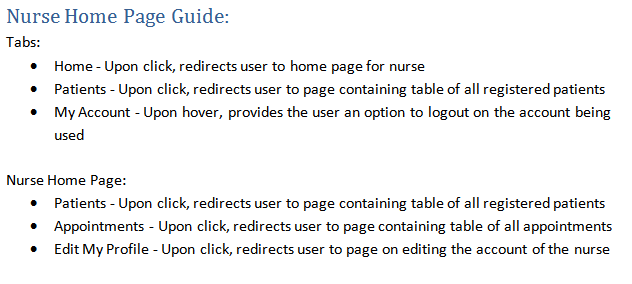 Nurse Home Page Guide:
Tabs:
• Home - Upon click, redirects user to home page for nurse
• Patients - Upon click, redirects user to page containing table of all registered patients
• My Account - Upon hover, provides the user an option to logout on the account being
used
Nurse Home Page:
• Patients - Upon click, redirects user to page containing table of all registered patients
• Appointments - Upon click, redirects user to page containing table of all appointments
• Edit My Profile - Upon click, redirects user to page on editing the account of the nurse